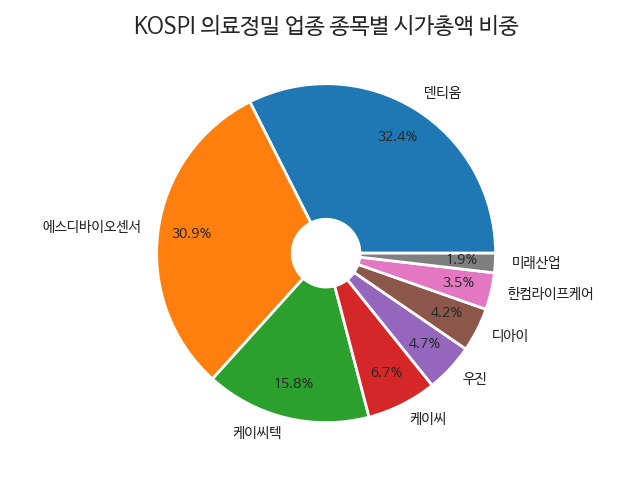 KOSPI 의료정밀 업종 종목별 시가총액 비중
덴티움
32.4%
에스디바이오센서
30.9%
케이씨텍
15.8%
케이씨
6.7%
우진
4.7%
디아이
4.2%
한컴라이프케어
3.5%
미래산업
1.9%